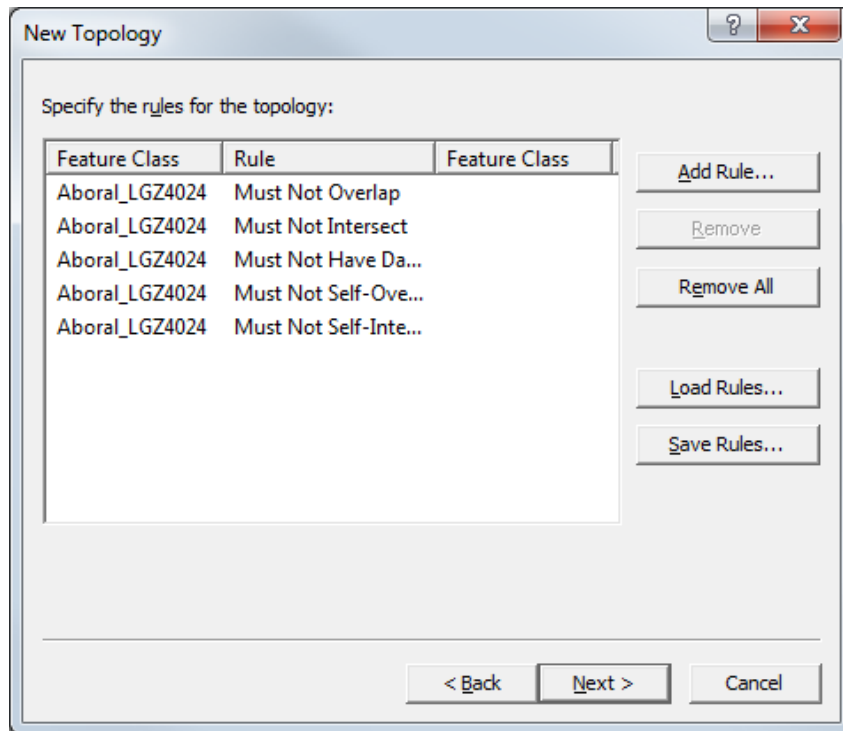 New Topology
Specify the rules for the topology:
Feature Class Rule Feature Class
Aboral_LGZ4024 Must Not Overlap
Aboral_LGZ4024 Must Not Intersect
Aboral_LGZ4024 Must Not Have Da...
Aboral_LGZ4024 Must Not Self-Ove...
Aboral_LGZ4024 Must Not Self-Inte...
Add Rule...
Remove
Remove All
Load Rules...
Save Rules...
< Back Next > Cancel